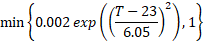 min{0.002 exp(((T − 23)/6.05)²), 1}